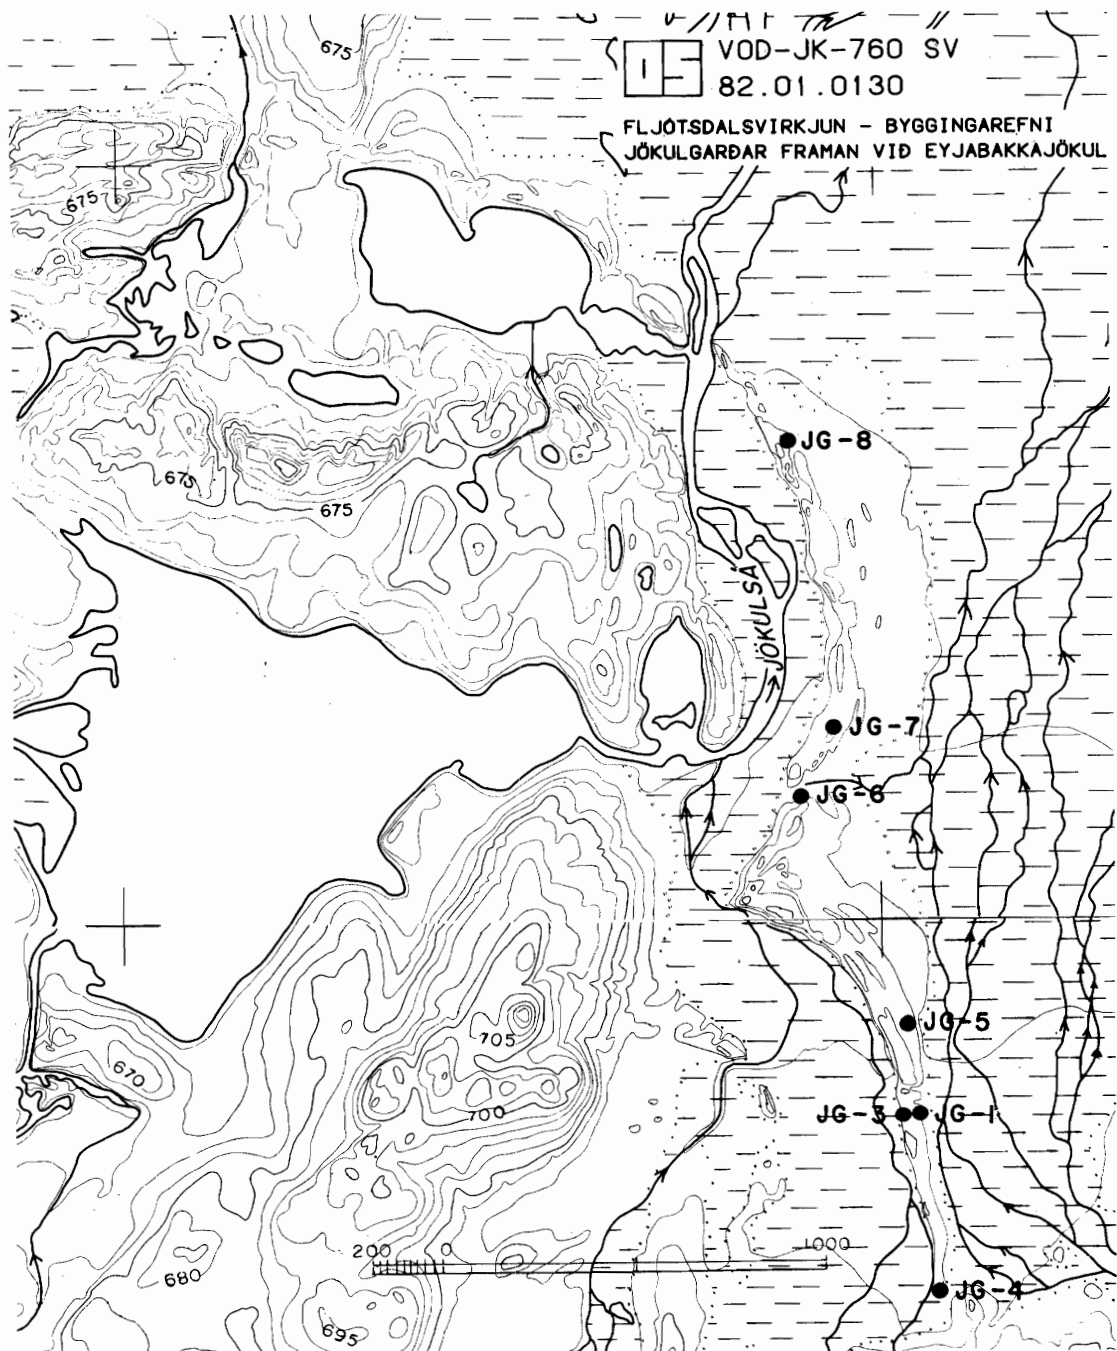 675
VOD-JK-760 SV
OS
82.01.0130
FLJÓTSDALSVIRKJUN - BYGGINGAREFNI
JÖKULGARÐAR FRAMAN VIÐ EYJABAKKAJÖKUL
675
JG-8
675
675
JÖKULSÁ
JG-7
JG-6
JG-5
705
670
700
JG-3
JG-1
200 0 1000
680
JG-4
695